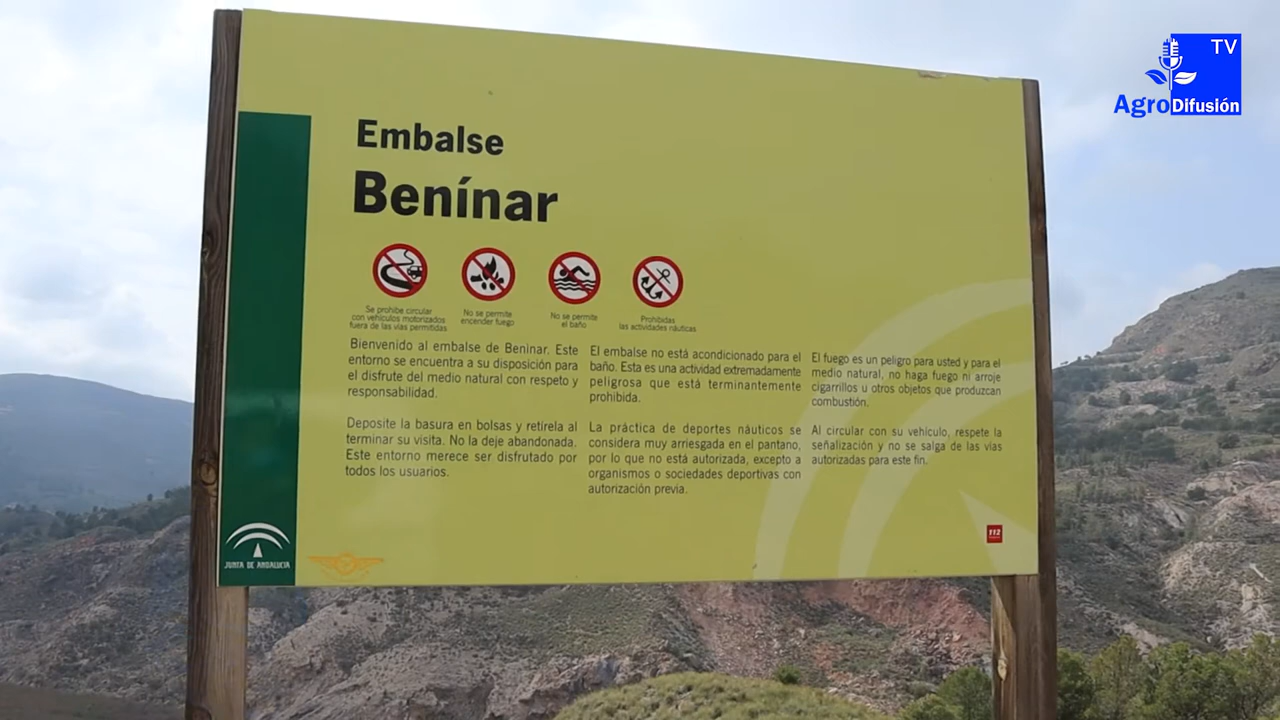 TV
AgroDifusión
Embalse
Benínar
Se prohibe circular
con vehículos motorizados
fuera de las vías permitidas
No se permite
encender fuego
No se permite
el baño
Prohibidas
las actividades náuticas
Bienvenido al embalse de Beninar. Este
entorno se encuentra a su disposición para
el disfrute del medio natural con respeto y
responsabilidad.
Deposite la basura en bolsas y retírela al
terminar su visita. No la deje abandonada.
Este entorno merece ser disfrutado por
todos los usuarios.
El embalse no está acondicionado para el
baño. Esta es una actividad extremadamente
peligrosa que está terminantemente
prohibida.
La práctica de deportes náuticos se
considera muy arriesgada en el pantano,
por lo que no está autorizada, excepto a
organismos o sociedades deportivas con
autorización previa.
El fuego es un peligro para usted y para el
medio natural, no haga fuego ni arroje
cigarrillos u otros objetos que produzcan
combustión.
Al circular con su vehículo, respete la
señalización y no se salga de las vías
autorizadas para este fin.
JUNTA DE ANDALUCIA
112